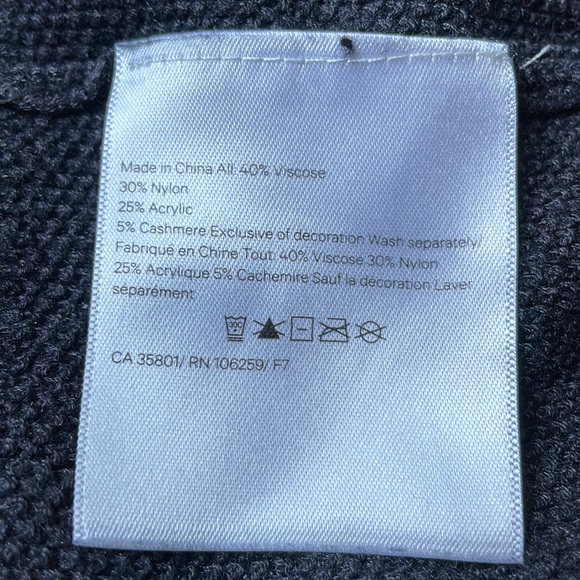 Made in China All: 40% Viscose
30% Nylon
25% Acrylic
5% Cashmere Exclusive of decoration Wash separately/
Fabriqué en Chine Tout: 40% Viscose 30% Nylon
25% Acrylique 5% Cachemire Sauf la decoration Laver
séparément
30C
CA 35801/ RN 106259/ F7